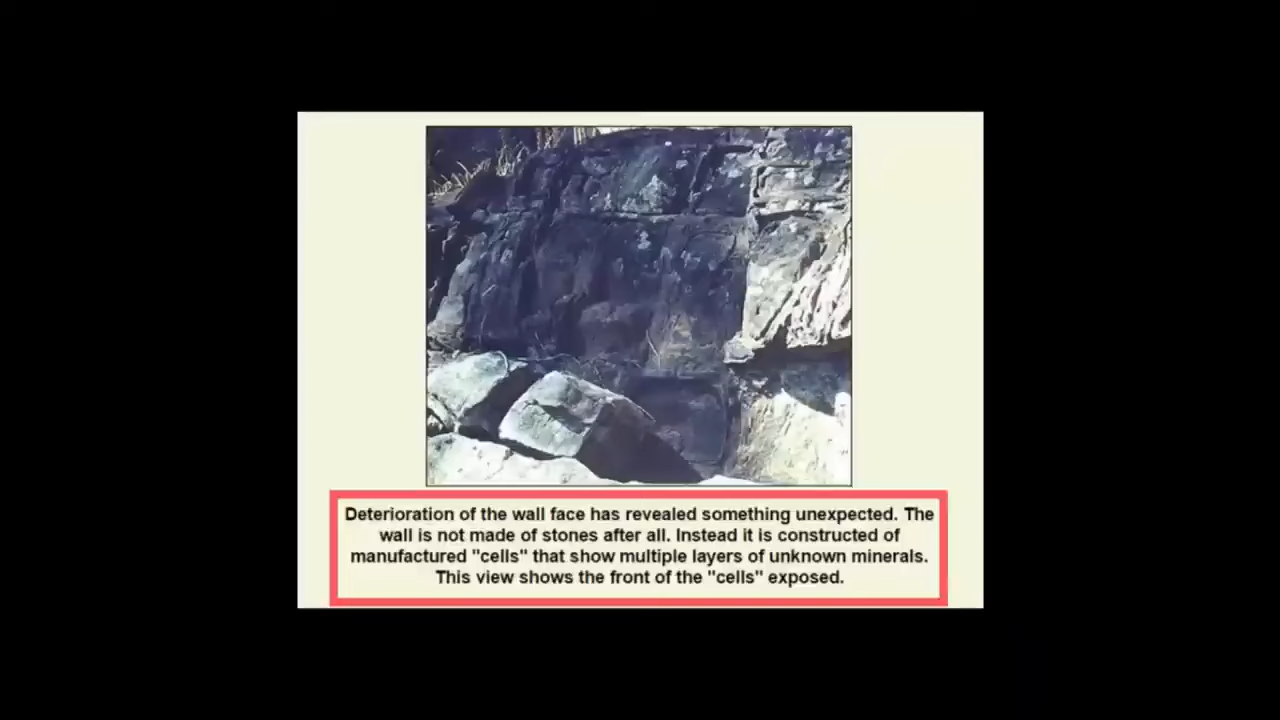 Deterioration of the wall face has revealed something unexpected. The
wall is not made of stones after all. Instead it is constructed of
manufactured "cells" that show multiple layers of unknown minerals.
This view shows the front of the "cells" exposed.